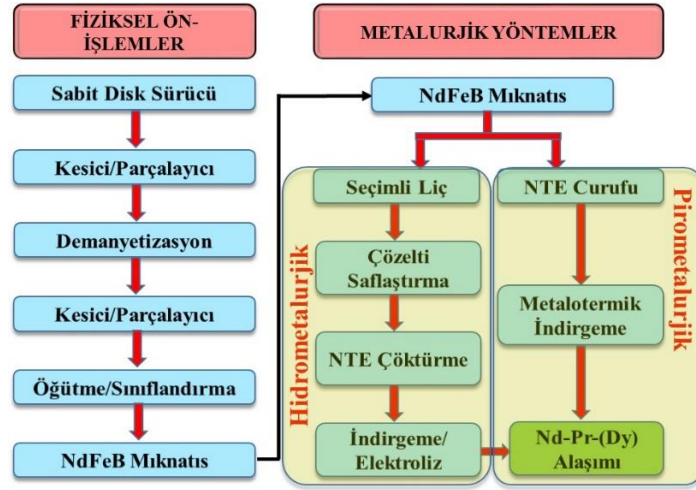 FİZİKSEL ÖN-
İŞLEMLER
Sabit Disk Sürücü
Kesici/Parçalayıcı
Demanyetizasyon
Kesici/Parçalayıcı
Öğütme/Sınıflandırma
NdFeB Mıknatıs
METALURJİK YÖNTEMLER
NdFeB Mıknatıs
Hidrometalurjik
Seçimli Liç
Çözelti
Saflaştırma
NTE Çöktürme
İndirgeme/
Elektroliz
NTE Curufu
Metalotermik
İndirgeme
Nd-Pr-(Dy)
Alaşımı
Pirometalurjik